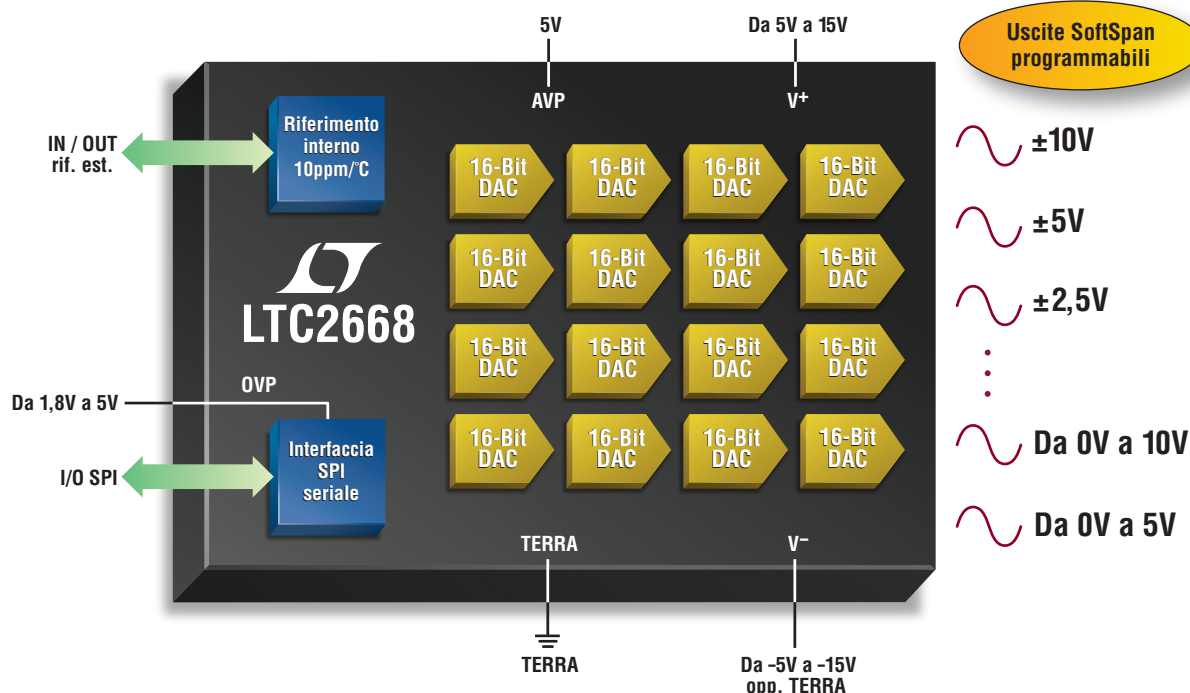 5V
Da 5V a 15V
Uscite SoftSpan
programmabili
AVP
V+
IN / OUT
rif. est.
Riferimento
interno
10ppm/°C
16-Bit
DAC
16-Bit
DAC
16-Bit
DAC
16-Bit
DAC
±10V
16-Bit
DAC
16-Bit
DAC
16-Bit
DAC
16-Bit
DAC
±5V
LTC2668
±2,5V
16-Bit
DAC
16-Bit
DAC
16-Bit
DAC
16-Bit
DAC
OVP
Da 1,8V a 5V
16-Bit
DAC
16-Bit
DAC
16-Bit
DAC
16-Bit
DAC
Da 0V a 10V
I/O SPI
Interfaccia
SPI
seriale
Da 0V a 5V
TERRA
V−
TERRA
Da –5V a –15V
opp. TERRA